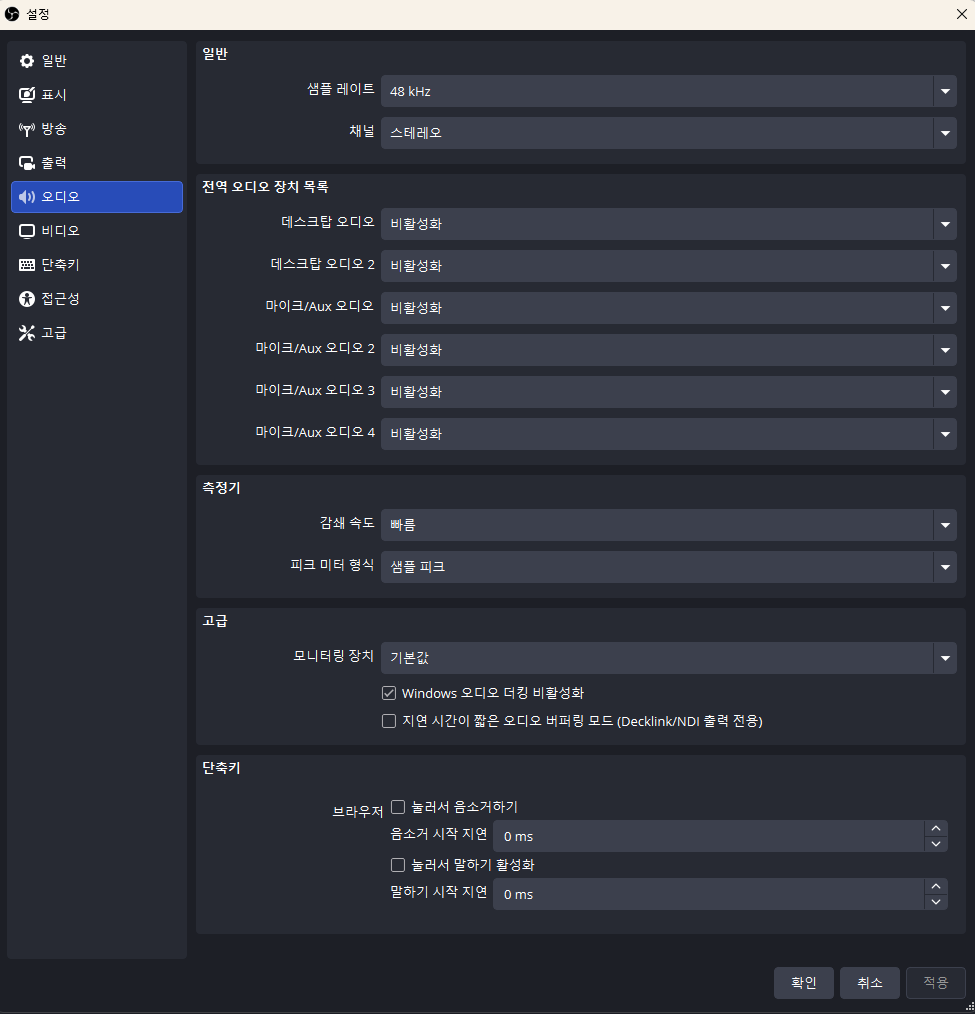 설정
일반
표시
방송
출력
오디오
비디오
단축키
접근성
고급
일반
샘플 레이트 48 kHz
채널 스테레오
전역 오디오 장치 목록
데스크탑 오디오 비활성화
데스크탑 오디오 2 비활성화
마이크/Aux 오디오 비활성화
마이크/Aux 오디오 2 비활성화
마이크/Aux 오디오 3 비활성화
마이크/Aux 오디오 4 비활성화
측정기
감쇄 속도 빠름
피크 미터 형식 샘플 피크
고급
모니터링 장치 기본값
Windows 오디오 더킹 비활성화
지연 시간이 짧은 오디오 버퍼링 모드 (Decklink/NDI 출력 전용)
단축키
브라우저 눌러서 음소거하기
음소거 시작 지연 0 ms
눌러서 말하기 활성화
말하기 시작 지연 0 ms
확인 취소 적용